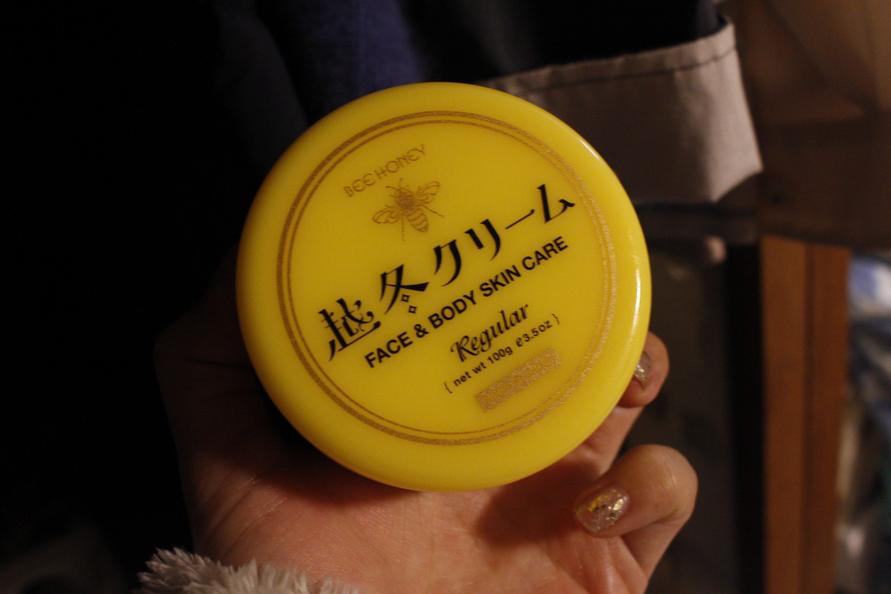 BEE HONEY
越冬クリーム
FACE & BODY SKIN CARE
Regular
{ net wt 100g e3.5oz }